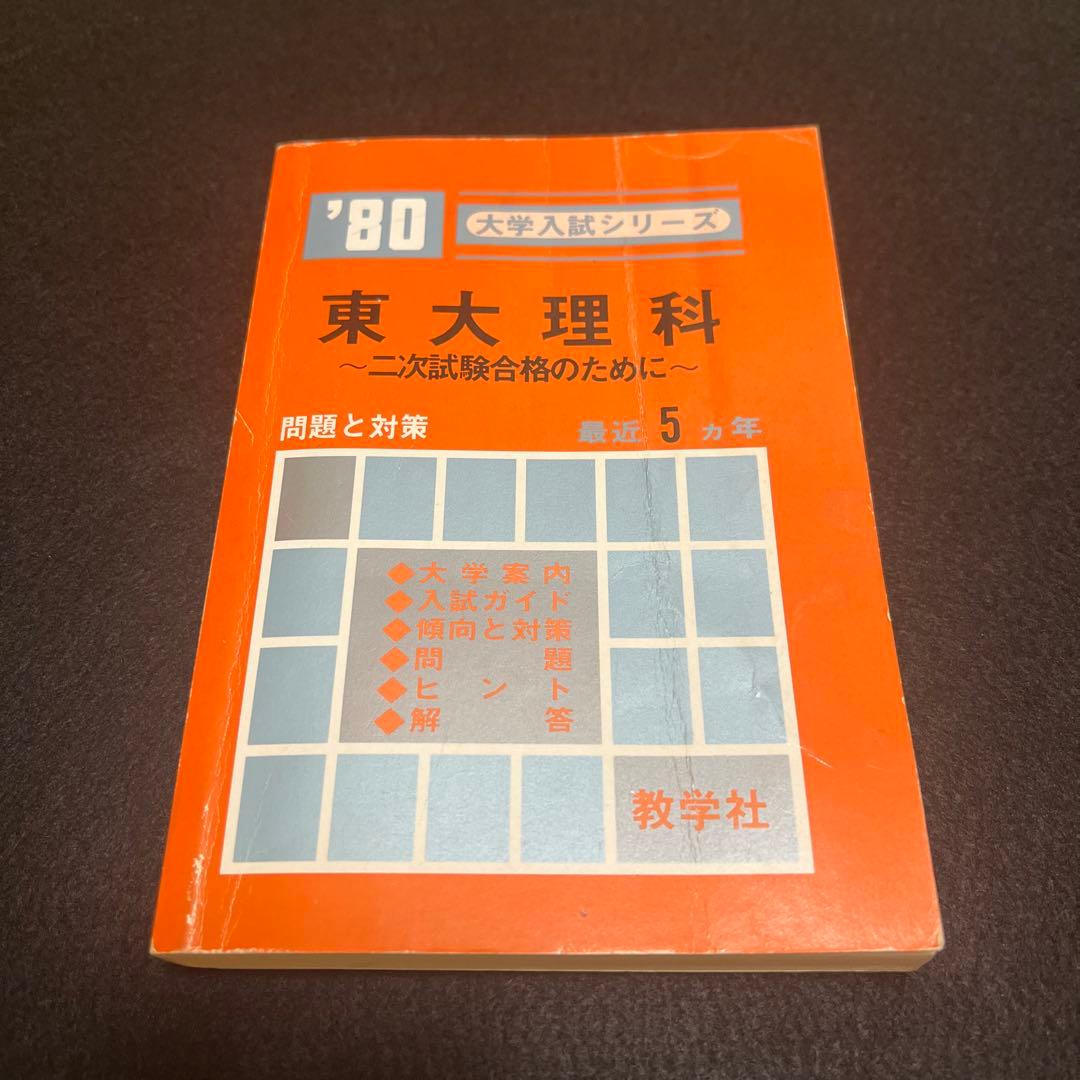 '80
大学入試シリーズ
東大理科
～二次試験合格のために～
問題と対策
最近5ヵ年
◆大学案内
◆入試ガイド
◆傾向と対策
◆問題
◆ヒント
◆解答
教学社